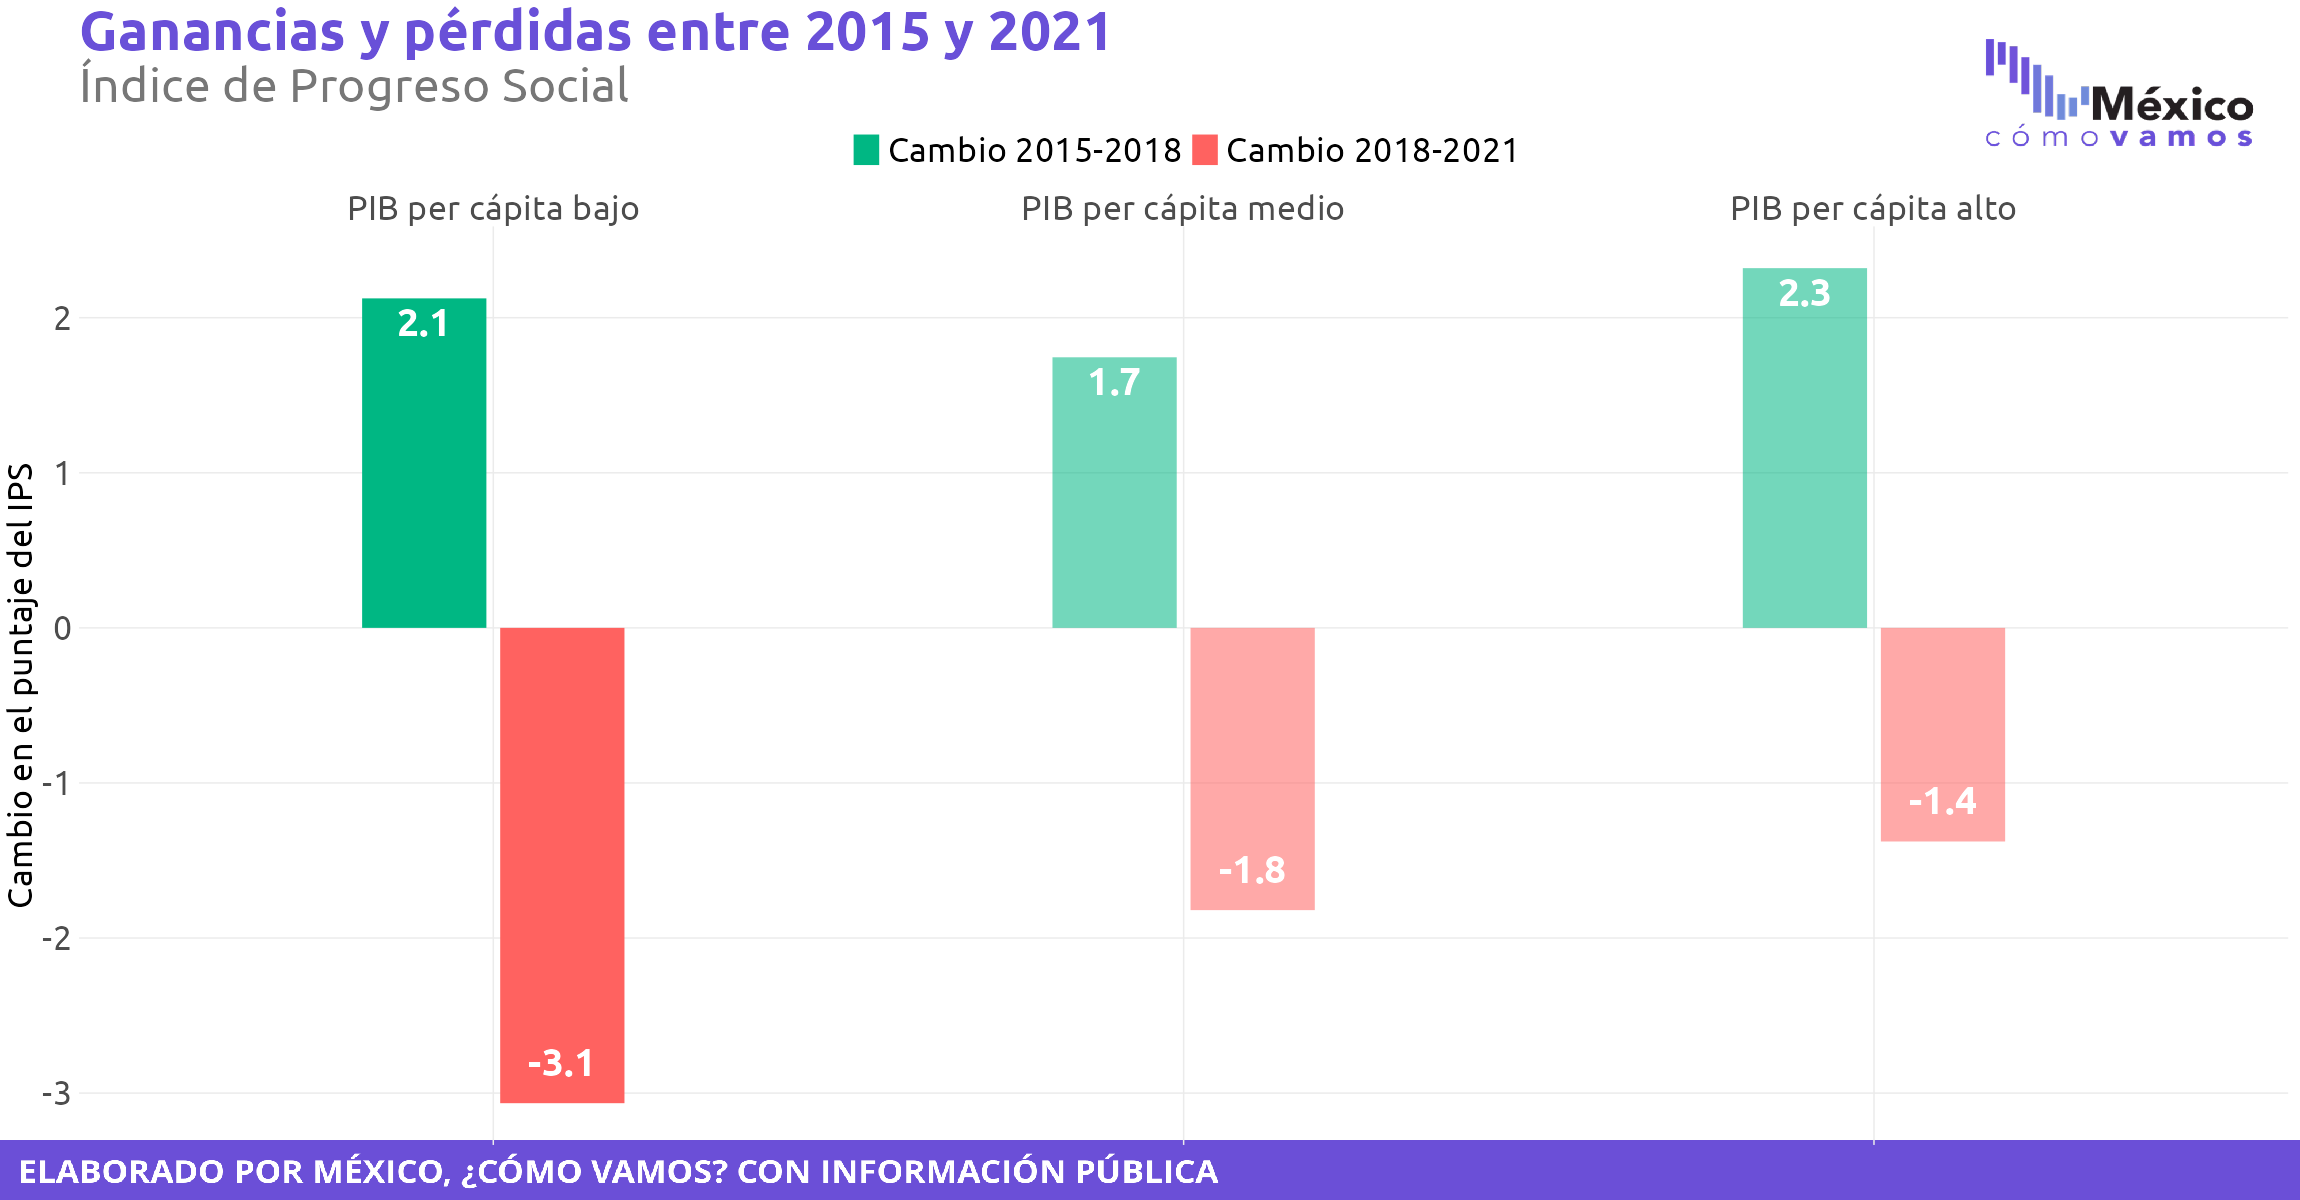 Ganancias y pérdidas entre 2015 y 2021
Índice de Progreso Social
México
cómo vamos
Cambio 2015-2018 Cambio 2018-2021
PIB per cápita bajo
PIB per cápita medio
PIB per cápita alto
Cambio en el puntaje del IPS
2
1
0
-1
-2
-3
2.1
-3.1
1.7
-1.8
2.3
-1.4
ELABORADO POR MÉXICO, ¿CÓMO VAMOS? CON INFORMACIÓN PÚBLICA